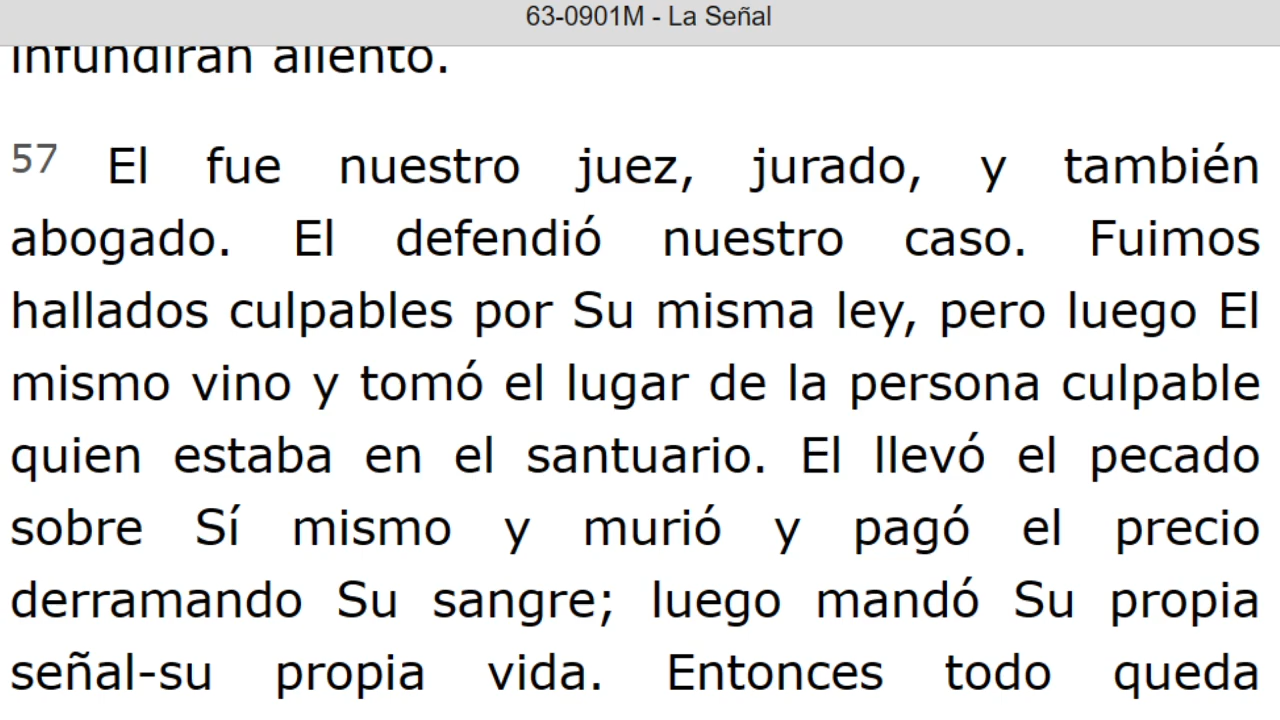 63-0901M - La Señal
infundirán aliento.
57 El fue nuestro juez, jurado, y también
abogado. El defendió nuestro caso. Fuimos
hallados culpables por Su misma ley, pero luego El
mismo vino y tomó el lugar de la persona culpable
quien estaba en el santuario. El llevó el pecado
sobre Sí mismo y murió y pagó el precio
derramando Su sangre; luego mandó Su propia
señal-su propia vida. Entonces todo queda